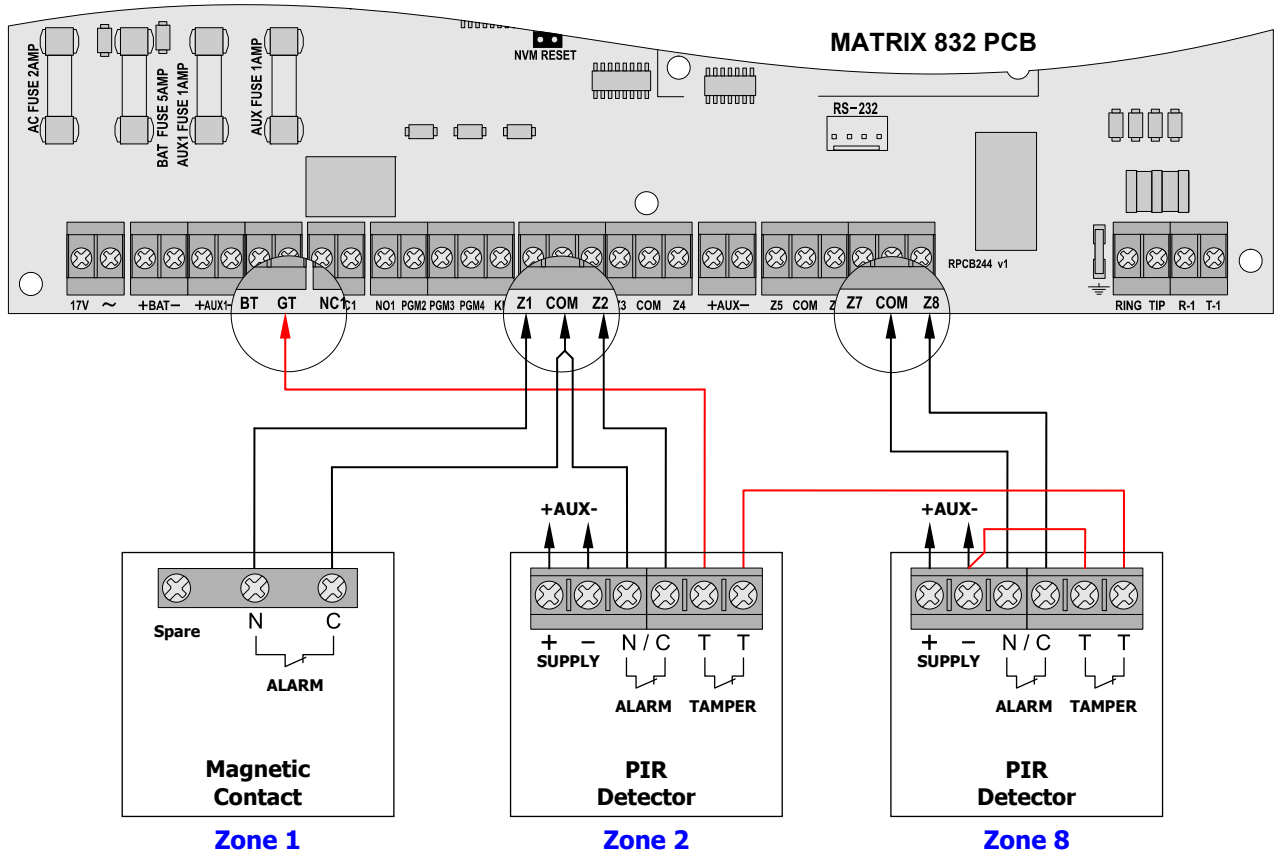 MATRIX 832 PCB
NVM RESET
AC FUSE 2AMP
BAT FUSE 5AMP
AUX1 FUSE 1AMP
AUX FUSE 1AMP
RS-232
RPCB244 v1
17V ~ +BAT- +AUX1- BT GT NC1 C1 NO1 PGM2 PGM3 PGM4 Z1 COM Z2 COM Z4 +AUX- Z5 COM Z7 COM Z8 RING TIP R-1 T-1
+AUX- +AUX-
Spare N C
ALARM
+ - N / C T T
SUPPLY
ALARM TAMPER
+ - N / C T T
SUPPLY
ALARM TAMPER
Magnetic
Contact
PIR
Detector
PIR
Detector
Zone 1 Zone 2 Zone 8